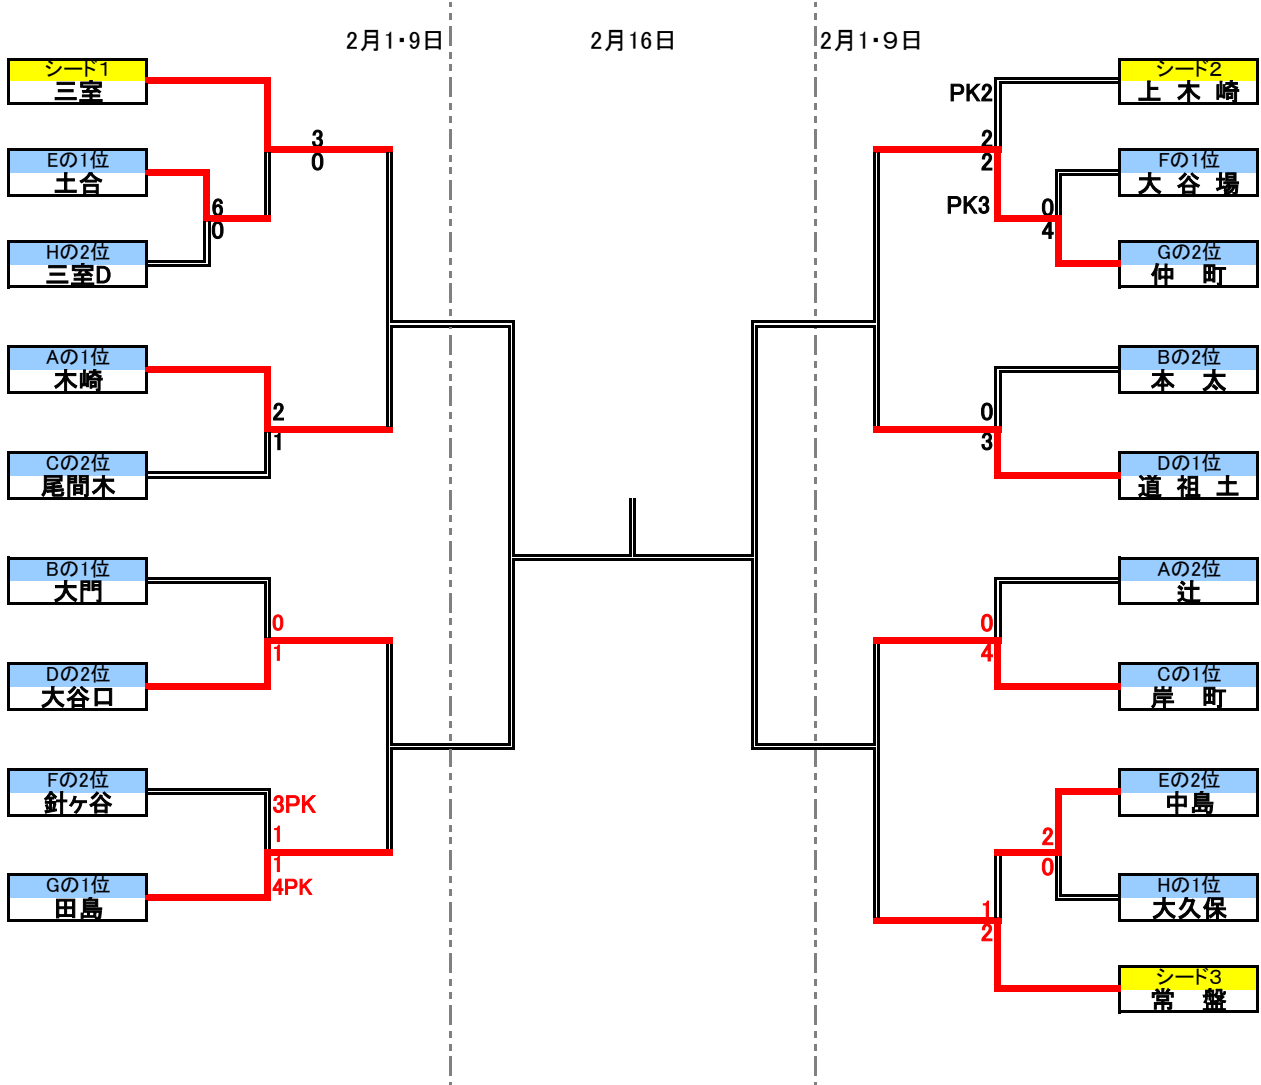 2月1・9日
2月16日
2月1・9日
シード1
三室
Eの1位
土合
Hの2位
三室D
Aの1位
木崎
Cの2位
尾間木
Bの1位
大門
Dの2位
大谷口
Fの2位
針ヶ谷
Gの1位
田島
3
0
6
0
2
1
0
1
3PK
1
1
4PK
シード2
上 木 崎
Fの1位
大 谷 場
Gの2位
仲 町
Bの2位
本 太
Dの1位
道 祖 土
Aの2位
辻
Cの1位
岸 町
Eの2位
中島
Hの1位
大久保
シード3
常 盤
PK2
2
2
PK3
0
4
0
3
0
4
2
0
1
2